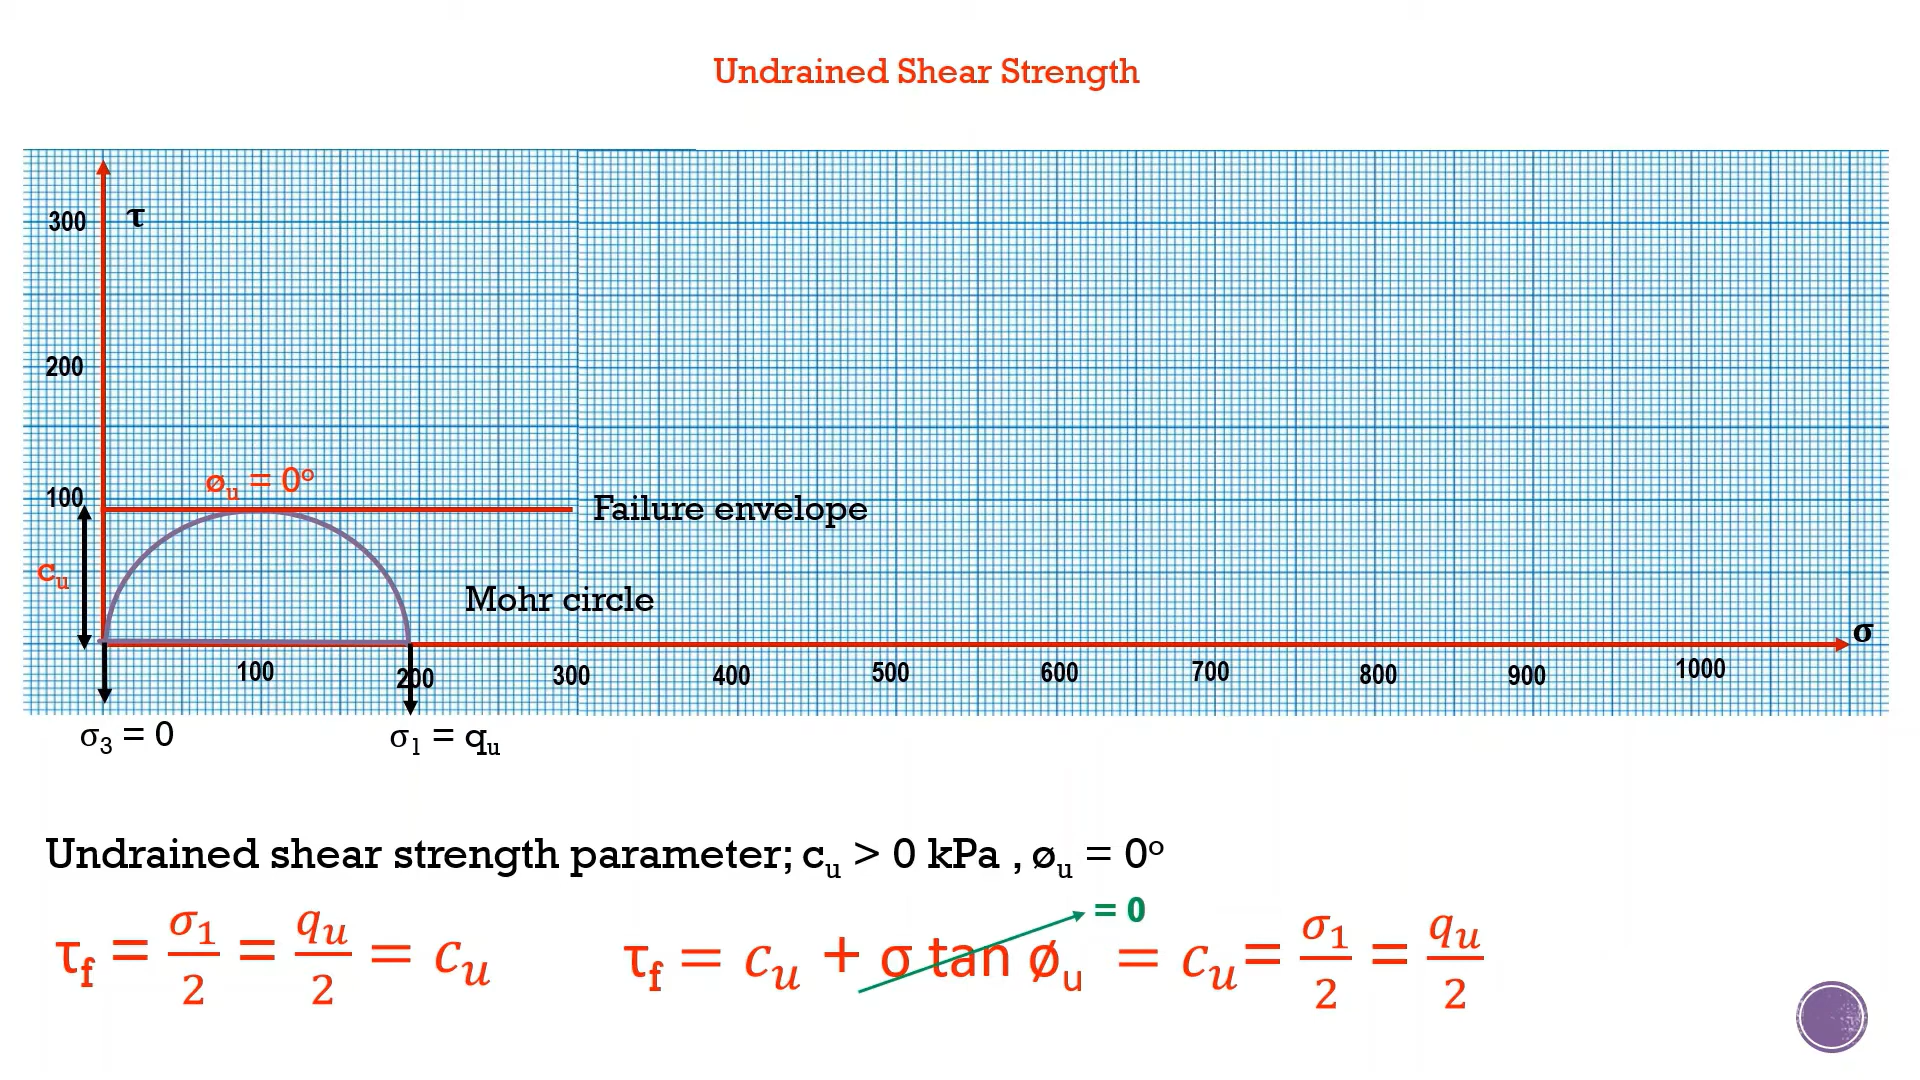 Undrained Shear Strength
300
τ
200
øᵤ = 0°
100
Failure envelope
cᵤ
Mohr circle
σ
100 200 300 400 500 600 700 800 900 1000
σ₃ = 0
σ₁ = qᵤ
Undrained shear strength parameter; cᵤ > 0 kPa , øᵤ = 0°
= 0
τf = σ₁/2 = qᵤ/2 = cᵤ
τf = cᵤ + σ tan øᵤ = cᵤ = σ₁/2 = qᵤ/2